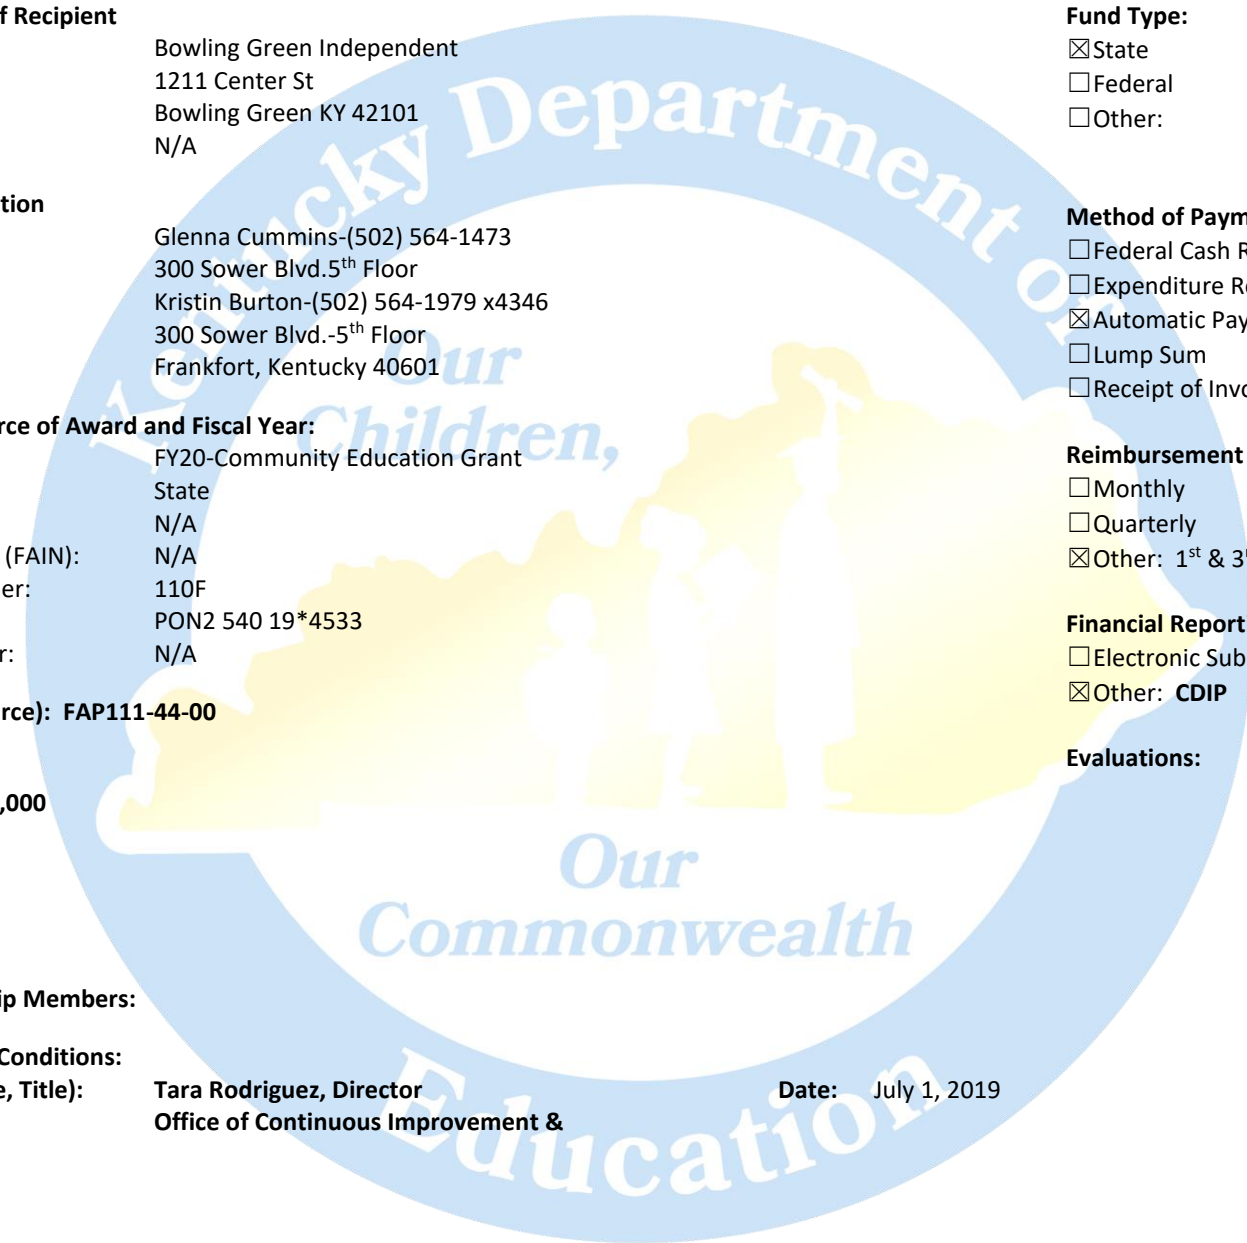 f Recipient
Bowling Green Independent
1211 Center St
Bowling Green KY 42101
N/A
tion
Glenna Cummins-(502) 564-1473
300 Sower Blvd.5th Floor
Kristin Burton-(502) 564-1979 x4346
300 Sower Blvd.-5th Floor
Frankfort, Kentucky 40601
rce of Award and Fiscal Year:
FY20-Community Education Grant
State
N/A
(FAIN): N/A
er: 110F
PON2 540 19*4533
r: N/A
rce): FAP111-44-00
,000
ip Members:
Conditions:
e, Title): Tara Rodriguez, Director Date: July 1, 2019
Office of Continuous Improvement &
Fund Type:
☒State
☐Federal
☐Other:
Method of Paym
☐Federal Cash R
☐Expenditure Re
☒Automatic Pay
☐Lump Sum
☐Receipt of Invo
Reimbursement
☐Monthly
☐Quarterly
☒Other: 1st & 3
Financial Report
☐Electronic Sub
☒Other: CDIP
Evaluations:
Kentucky Department of
Education
Our
Children,
Our
Commonwealth